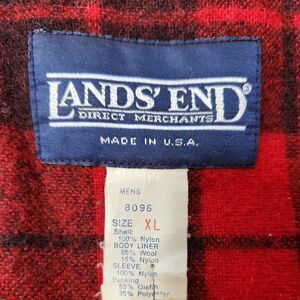 LANDS' END®
DIRECT MERCHANTS
MADE IN U.S.A.
MENS
8096
SIZE XL
Shell:
100% Nylon
BODY LINER
85% Wool
15% Nylon
SLEEVE:
100% Nylon
Backing
65% Olefin
35% Polyester